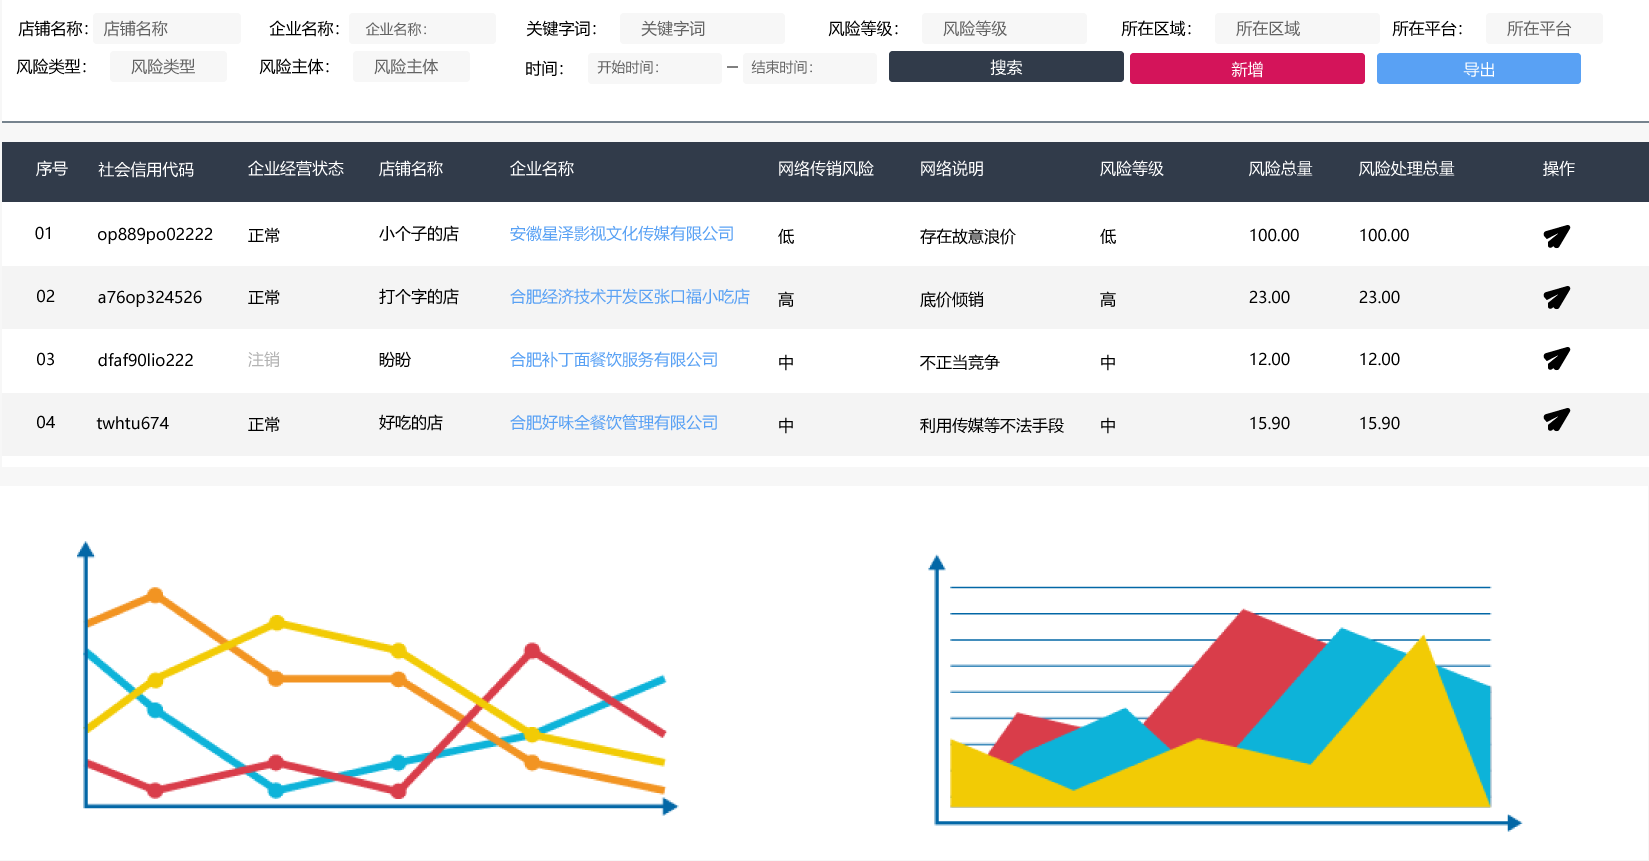 店铺名称： 店铺名称 企业名称： 企业名称： 关键字词： 关键字词 风险等级： 风险等级 所在区域： 所在区域 所在平台： 所在平台
风险类型： 风险类型 风险主体： 风险主体 时间： 开始时间： — 结束时间： 搜索 新增 导出
序号 社会信用代码 企业经营状态 店铺名称 企业名称 网络传销风险 网络说明 风险等级 风险总量 风险处理总量 操作
01 op889po02222 正常 小个子的店 安徽星泽影视文化传媒有限公司 低 存在故意浪价 低 100.00 100.00
02 a76op324526 正常 打个字的店 合肥经济技术开发区张口福小吃店 高 底价倾销 高 23.00 23.00
03 dfaf90lio222 注销 盼盼 合肥补丁面餐饮服务有限公司 中 不正当竞争 中 12.00 12.00
04 twhtu674 正常 好吃的店 合肥好味全餐饮管理有限公司 中 利用传媒等不法手段 中 15.90 15.90